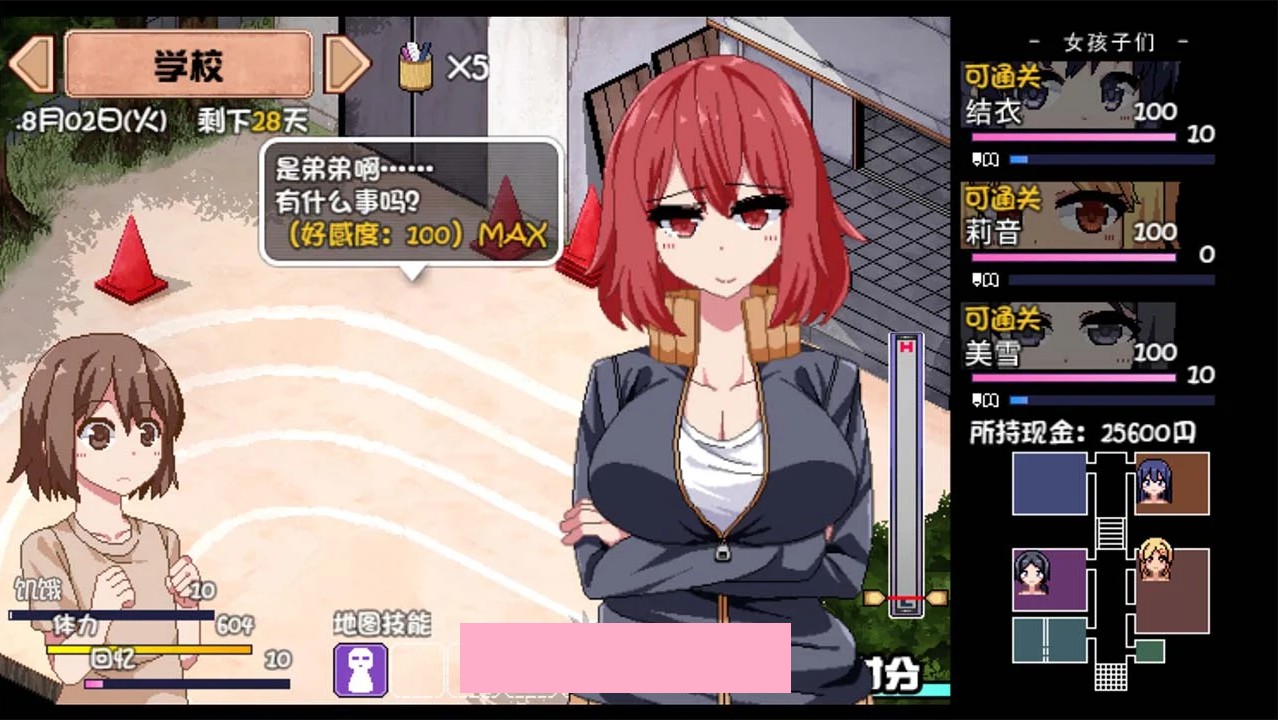 学校
×5
.8月02日(火) 剩下28天
是弟弟啊……
有什么事吗?
(好感度: 100) MAX
H
L
饥饿 10
体力 604
回忆 10
地图技能
1分
- 女孩子们 -
可通关
结衣 100
10
可通关
莉音 100
0
可通关
美雪 100
10
所持现金: 25600円